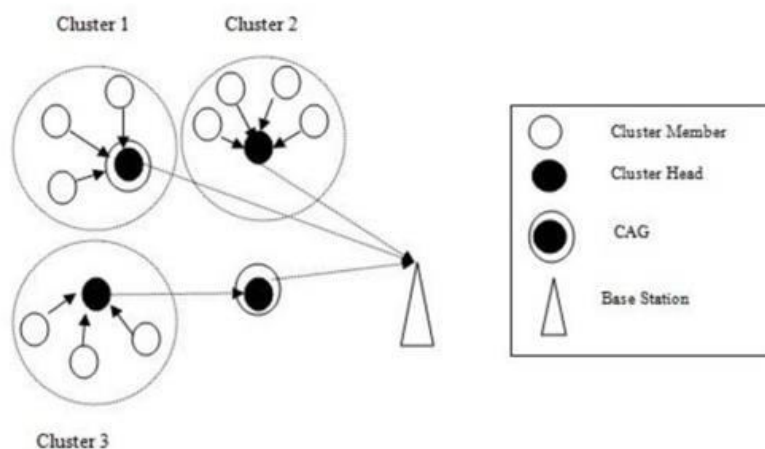 Cluster 1
Cluster 2
Cluster 3
Cluster Member
Cluster Head
CAG
Base Station